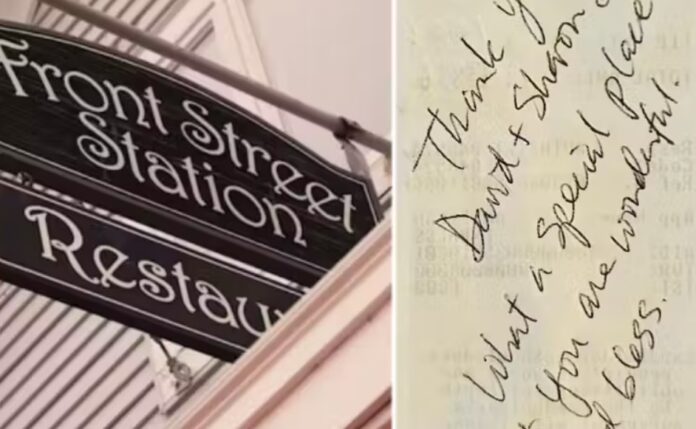 Front Street
Station
Restau
Thank
David + Sharon
What a special place
You are wonderful.
bless.